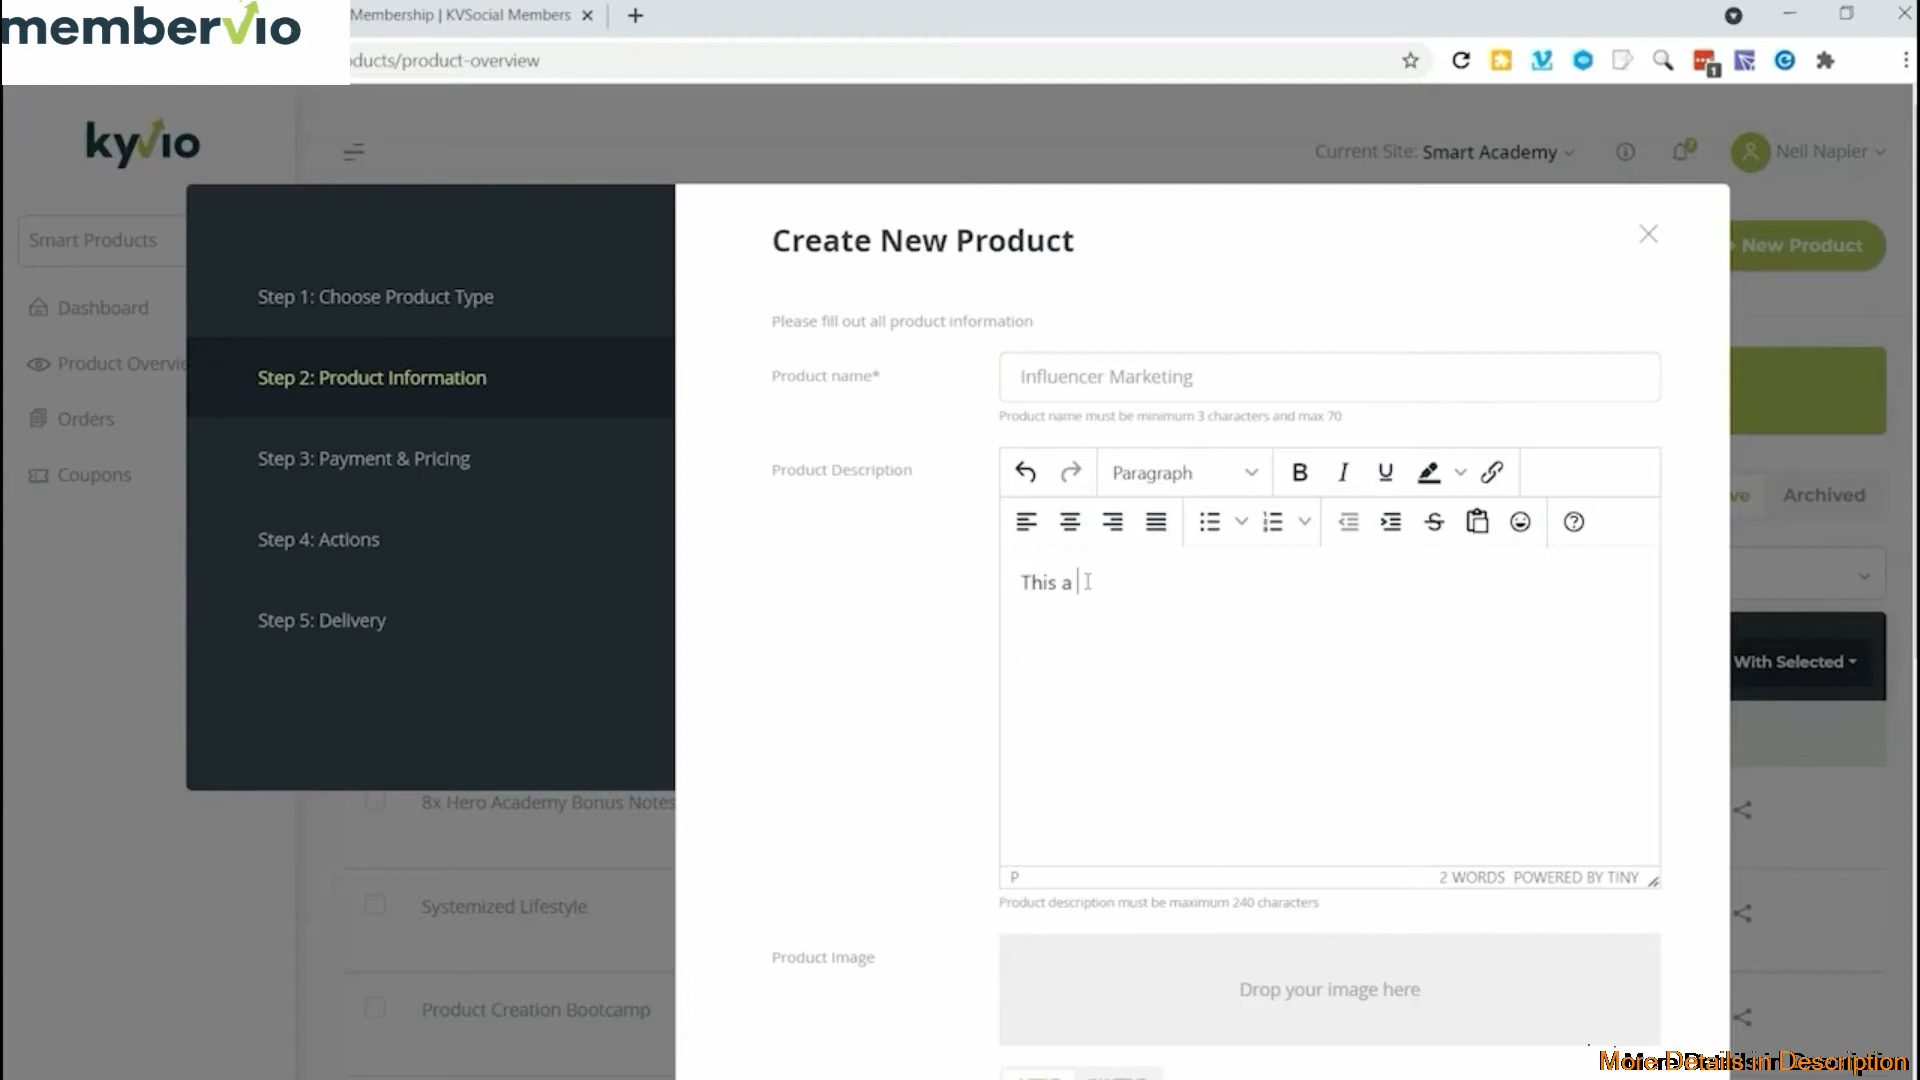 membervio
Membership | KVSocial Members
ducts/product-overview
1
kyvio
Current Site: Smart Academy
Neil Napier
Smart Products
Create New Product
New Product
Dashboard
Step 1: Choose Product Type
Please fill out all product information
Product Overvie
Step 2: Product Information
Product name*
Influencer Marketing
Product name must be minimum 3 characters and max 70
Orders
Step 3: Payment & Pricing
Product Description
Paragraph
Coupons
ve
Archived
Step 4: Actions
This a
Step 5: Delivery
With Selected
8x Hero Academy Bonus Notes
P
2 WORDS POWERED BY TINY
Product description must be maximum 240 characters
Systemized Lifestyle
Product Image
Drop your image here
Product Creation Bootcamp
More Details in Description